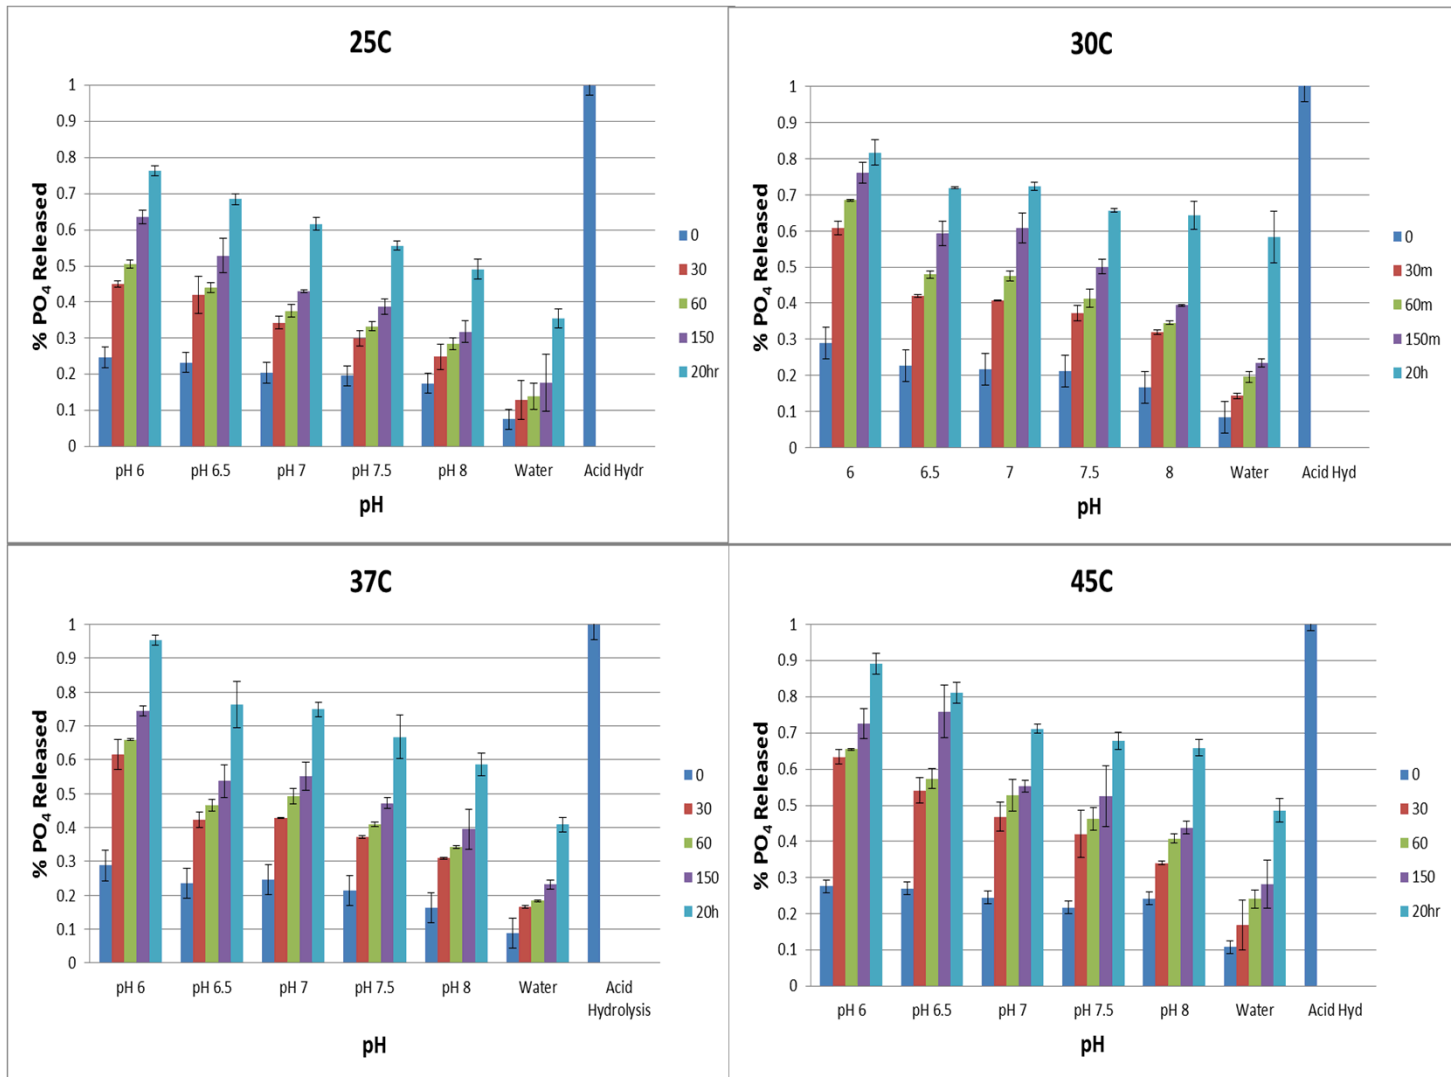 25C
% PO4 Released
1
0.9
0.8
0.7
0.6
0.5
0.4
0.3
0.2
0.1
0
pH 6 pH 6.5 pH 7 pH 7.5 pH 8 Water Acid Hydr
pH
0
30
60
150
20hr
30C
% PO4 Released
1
0.9
0.8
0.7
0.6
0.5
0.4
0.3
0.2
0.1
0
6 6.5 7 7.5 8 Water Acid Hyd
pH
0
30m
60m
150m
20h
37C
% PO4 Released
1
0.9
0.8
0.7
0.6
0.5
0.4
0.3
0.2
0.1
0
pH 6 pH 6.5 pH 7 pH 7.5 pH 8 Water Acid
Hydrolysis
pH
0
30
60
150
20h
45C
% PO4 Released
1
0.9
0.8
0.7
0.6
0.5
0.4
0.3
0.2
0.1
0
pH 6 pH 6.5 pH 7 pH 7.5 pH 8 Water Acid Hyd
pH
0
30
60
150
20hr